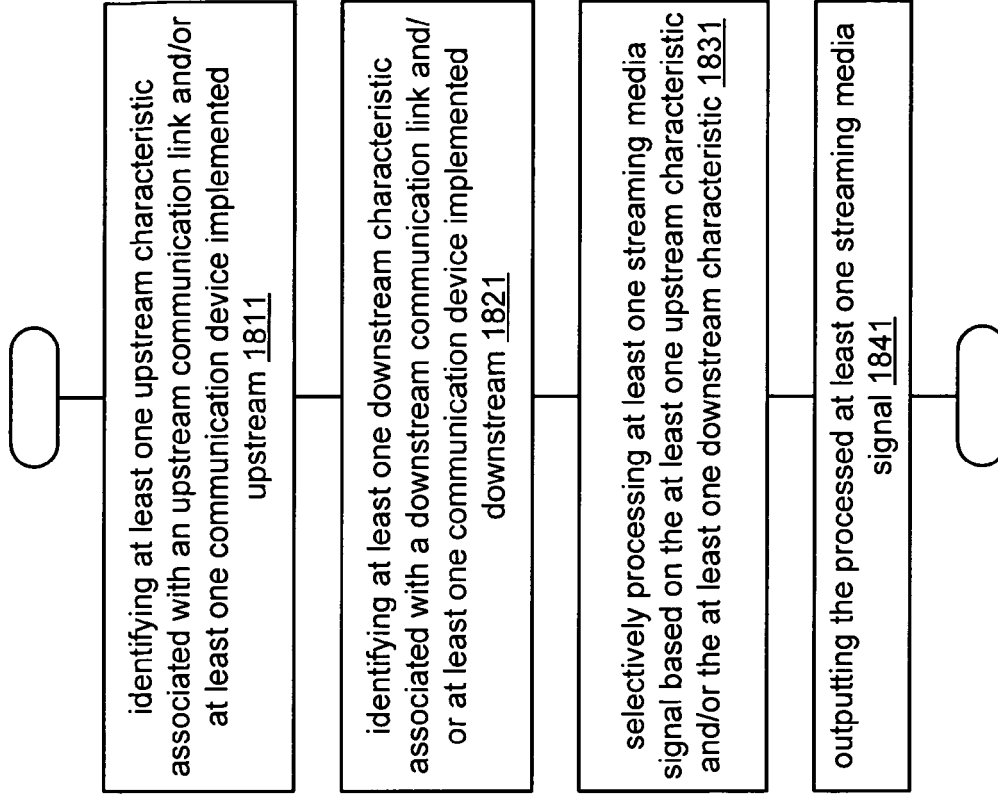 identifying at least one upstream characteristic
associated with an upstream communication link and/or
at least one communication device implemented
upstream 1811
identifying at least one downstream characteristic
associated with a downstream communication link and/
or at least one communication device implemented
downstream 1821
selectively processing at least one streaming media
signal based on the at least one upstream characteristic
and/or the at least one downstream characteristic 1831
outputting the processed at least one streaming media
signal 1841